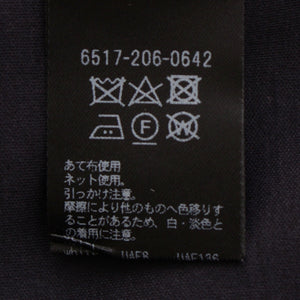 6517-206-0642
F
W
あて布使用
ネット使用。
引っかけ注意。
摩擦により他のものへ色移りす
ることがあるため、白・淡色と
の着用に注意。